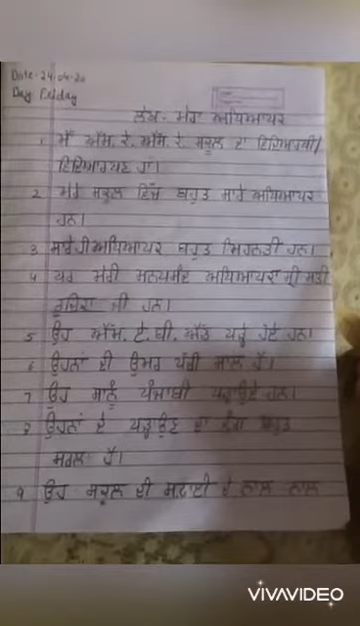 Date-24-04-20
Day Friday
ਲੇਖ- ਮੇਰਾ ਅਧਿਆਪਕ
1 ਮੈਂ ਐੱਸ. ਏ. ਐੱਸ. ਏ. ਸਕੂਲ ਦਾ ਵਿਦਿਆਰਥੀ/
ਵਿਦਿਆਰਥਣ ਹਾਂ।
2 ਮੇਰੇ ਸਕੂਲ ਵਿੱਚ ਬਹੁਤ ਸਾਰੇ ਅਧਿਆਪਕ
ਹਨ।
3 ਸਾਰੇ ਹੀ ਅਧਿਆਪਕ ਬਹੁਤ ਮਿਹਨਤੀ ਹਨ।
4 ਪਰ ਮੇਰੀ ਮਨਪਸੰਦ ਅਧਿਆਪਕਾ ਸ੍ਰੀ ਮਤੀ
ਰੁਚਿਕਾ ਜੀ ਹਨ।
5 ਉਹ ਐੱਮ. ਏ. ਬੀ. ਐੱਡ ਪੜ੍ਹੇ ਹੋਏ ਹਨ।
6 ਉਹਨਾਂ ਦੀ ਉਮਰ ਪੈਂਤੀ ਸਾਲ ਹੈ।
7 ਉਹ ਸਾਨੂੰ ਪੰਜਾਬੀ ਪੜ੍ਹਾਉਂਦੇ ਹਨ।
8 ਉਹਨਾਂ ਦੇ ਪੜ੍ਹਾਉਣ ਦਾ ਢੰਗ ਬਹੁਤ
ਸਰਲ ਹੈ।
9 ਉਹ ਸਕੂਲ ਦੀ ਸਫ਼ਾਈ ਦੇ ਨਾਲ ਨਾਲ
VIVAVIDEO